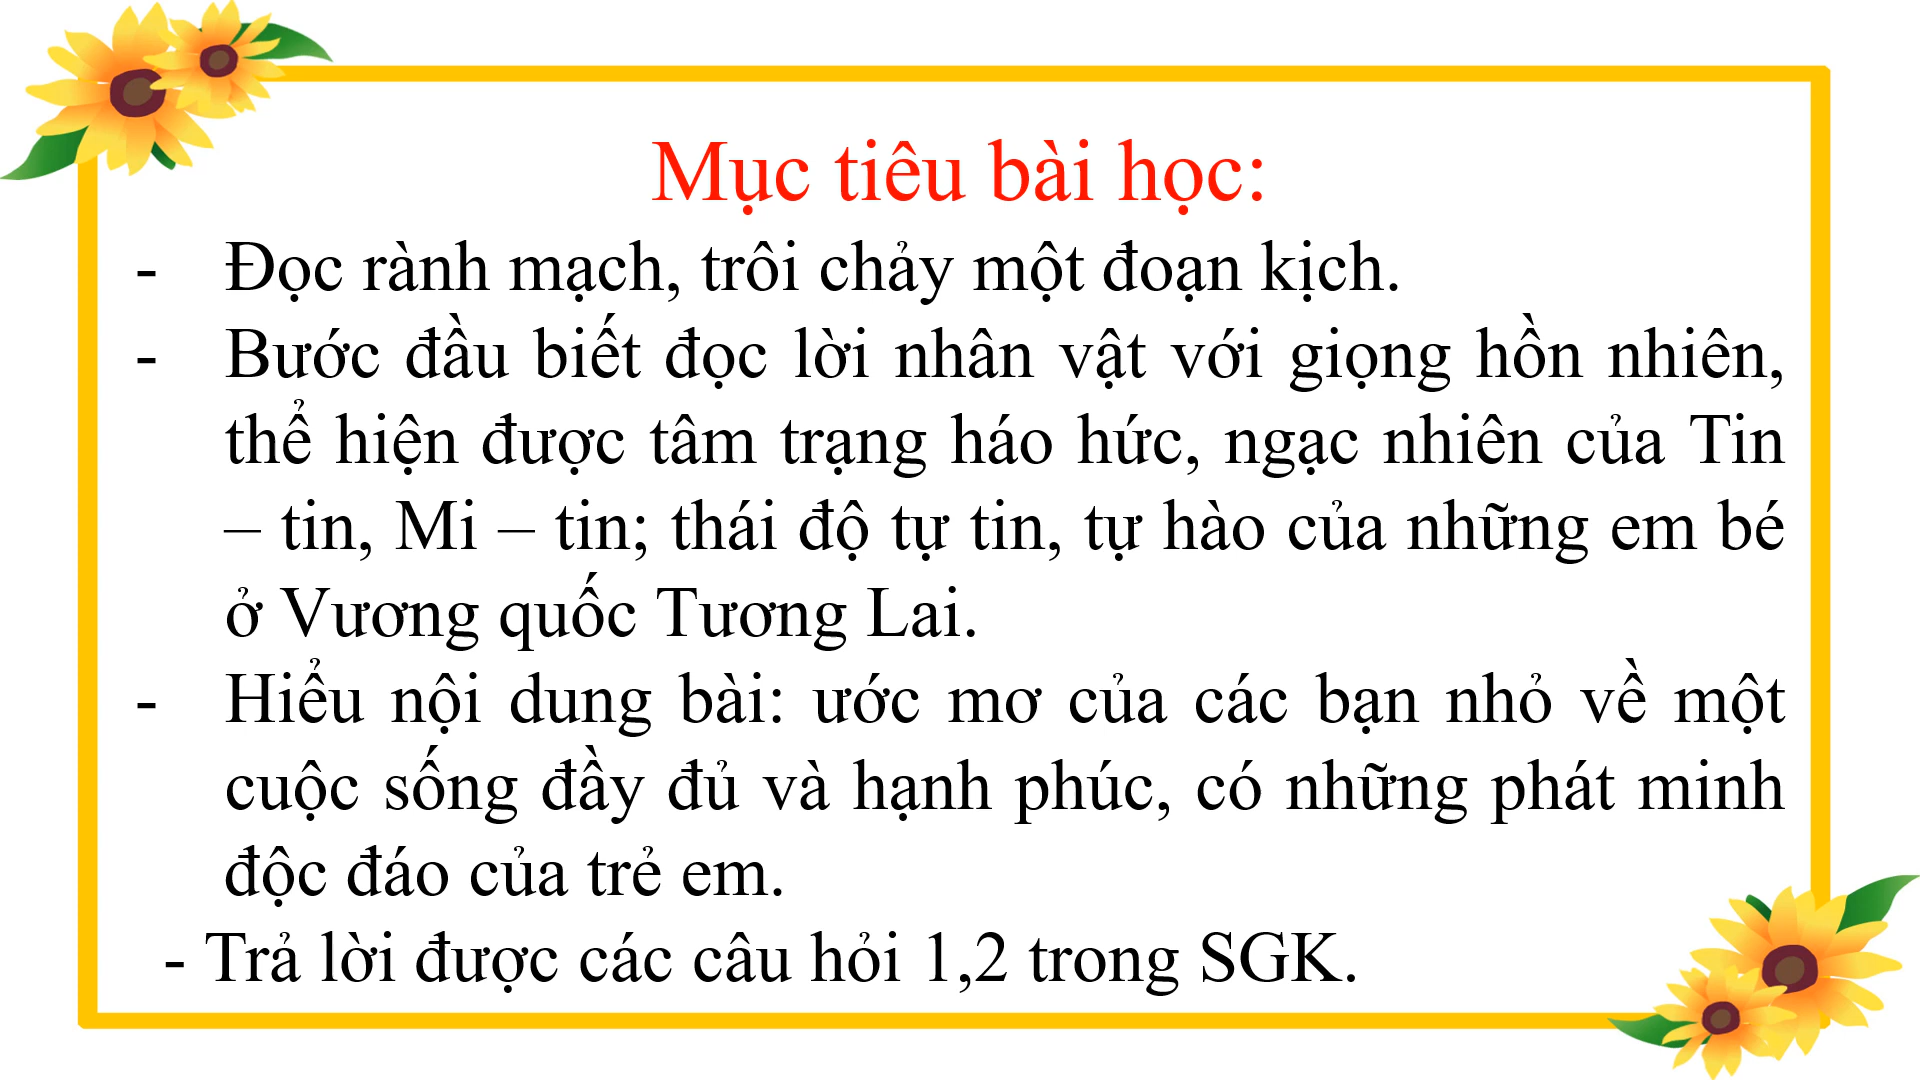 Mục tiêu bài học:
- Đọc rành mạch, trôi chảy một đoạn kịch.
- Bước đầu biết đọc lời nhân vật với giọng hồn nhiên,
thể hiện được tâm trạng háo hức, ngạc nhiên của Tin
– tin, Mi – tin; thái độ tự tin, tự hào của những em bé
ở Vương quốc Tương Lai.
- Hiểu nội dung bài: ước mơ của các bạn nhỏ về một
cuộc sống đầy đủ và hạnh phúc, có những phát minh
độc đáo của trẻ em.
- Trả lời được các câu hỏi 1,2 trong SGK.